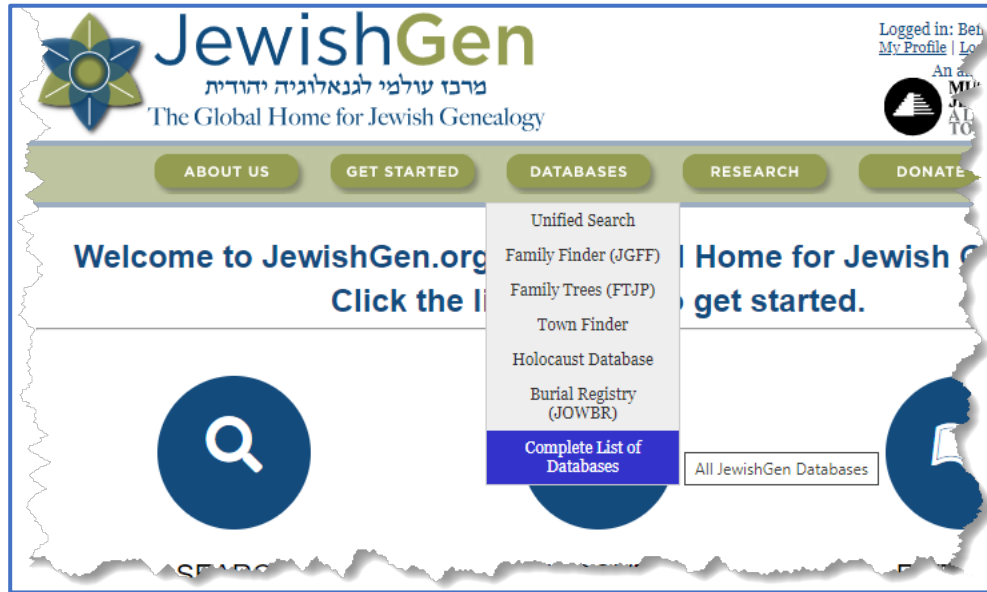 JewishGen
מרכז עולמי לגנאלוגיה יהודית
The Global Home for Jewish Genealogy
Logged in:
My Profile |
An
ABOUT US
GET STARTED
DATABASES
RESEARCH
DONATE
Unified Search
Family Finder (JGFF)
Family Trees (FTJP)
Town Finder
Holocaust Database
Burial Registry
(JOWBR)
Complete List of
Databases
All JewishGen Databases
Welcome to JewishGen.org Home for Jewish
Click the get started.